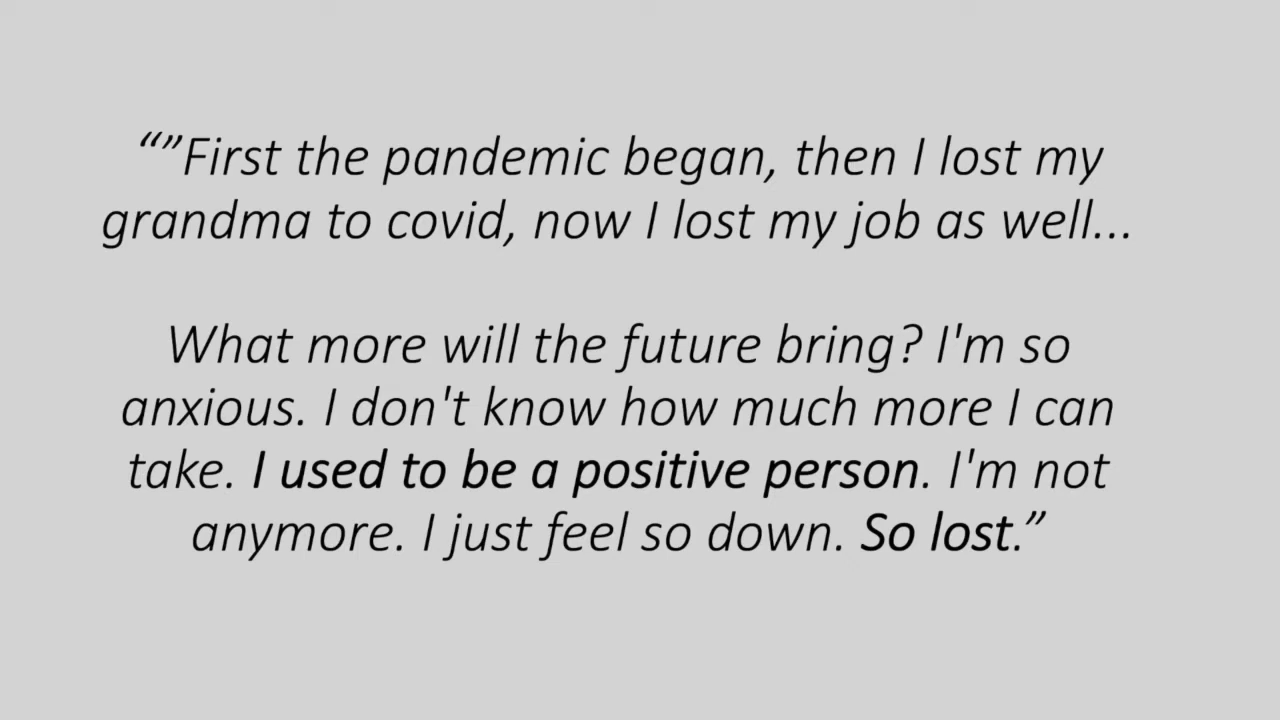 “”First the pandemic began, then I lost my
grandma to covid, now I lost my job as well...
What more will the future bring? I'm so
anxious. I don't know how much more I can
take. I used to be a positive person. I'm not
anymore. I just feel so down. So lost.”